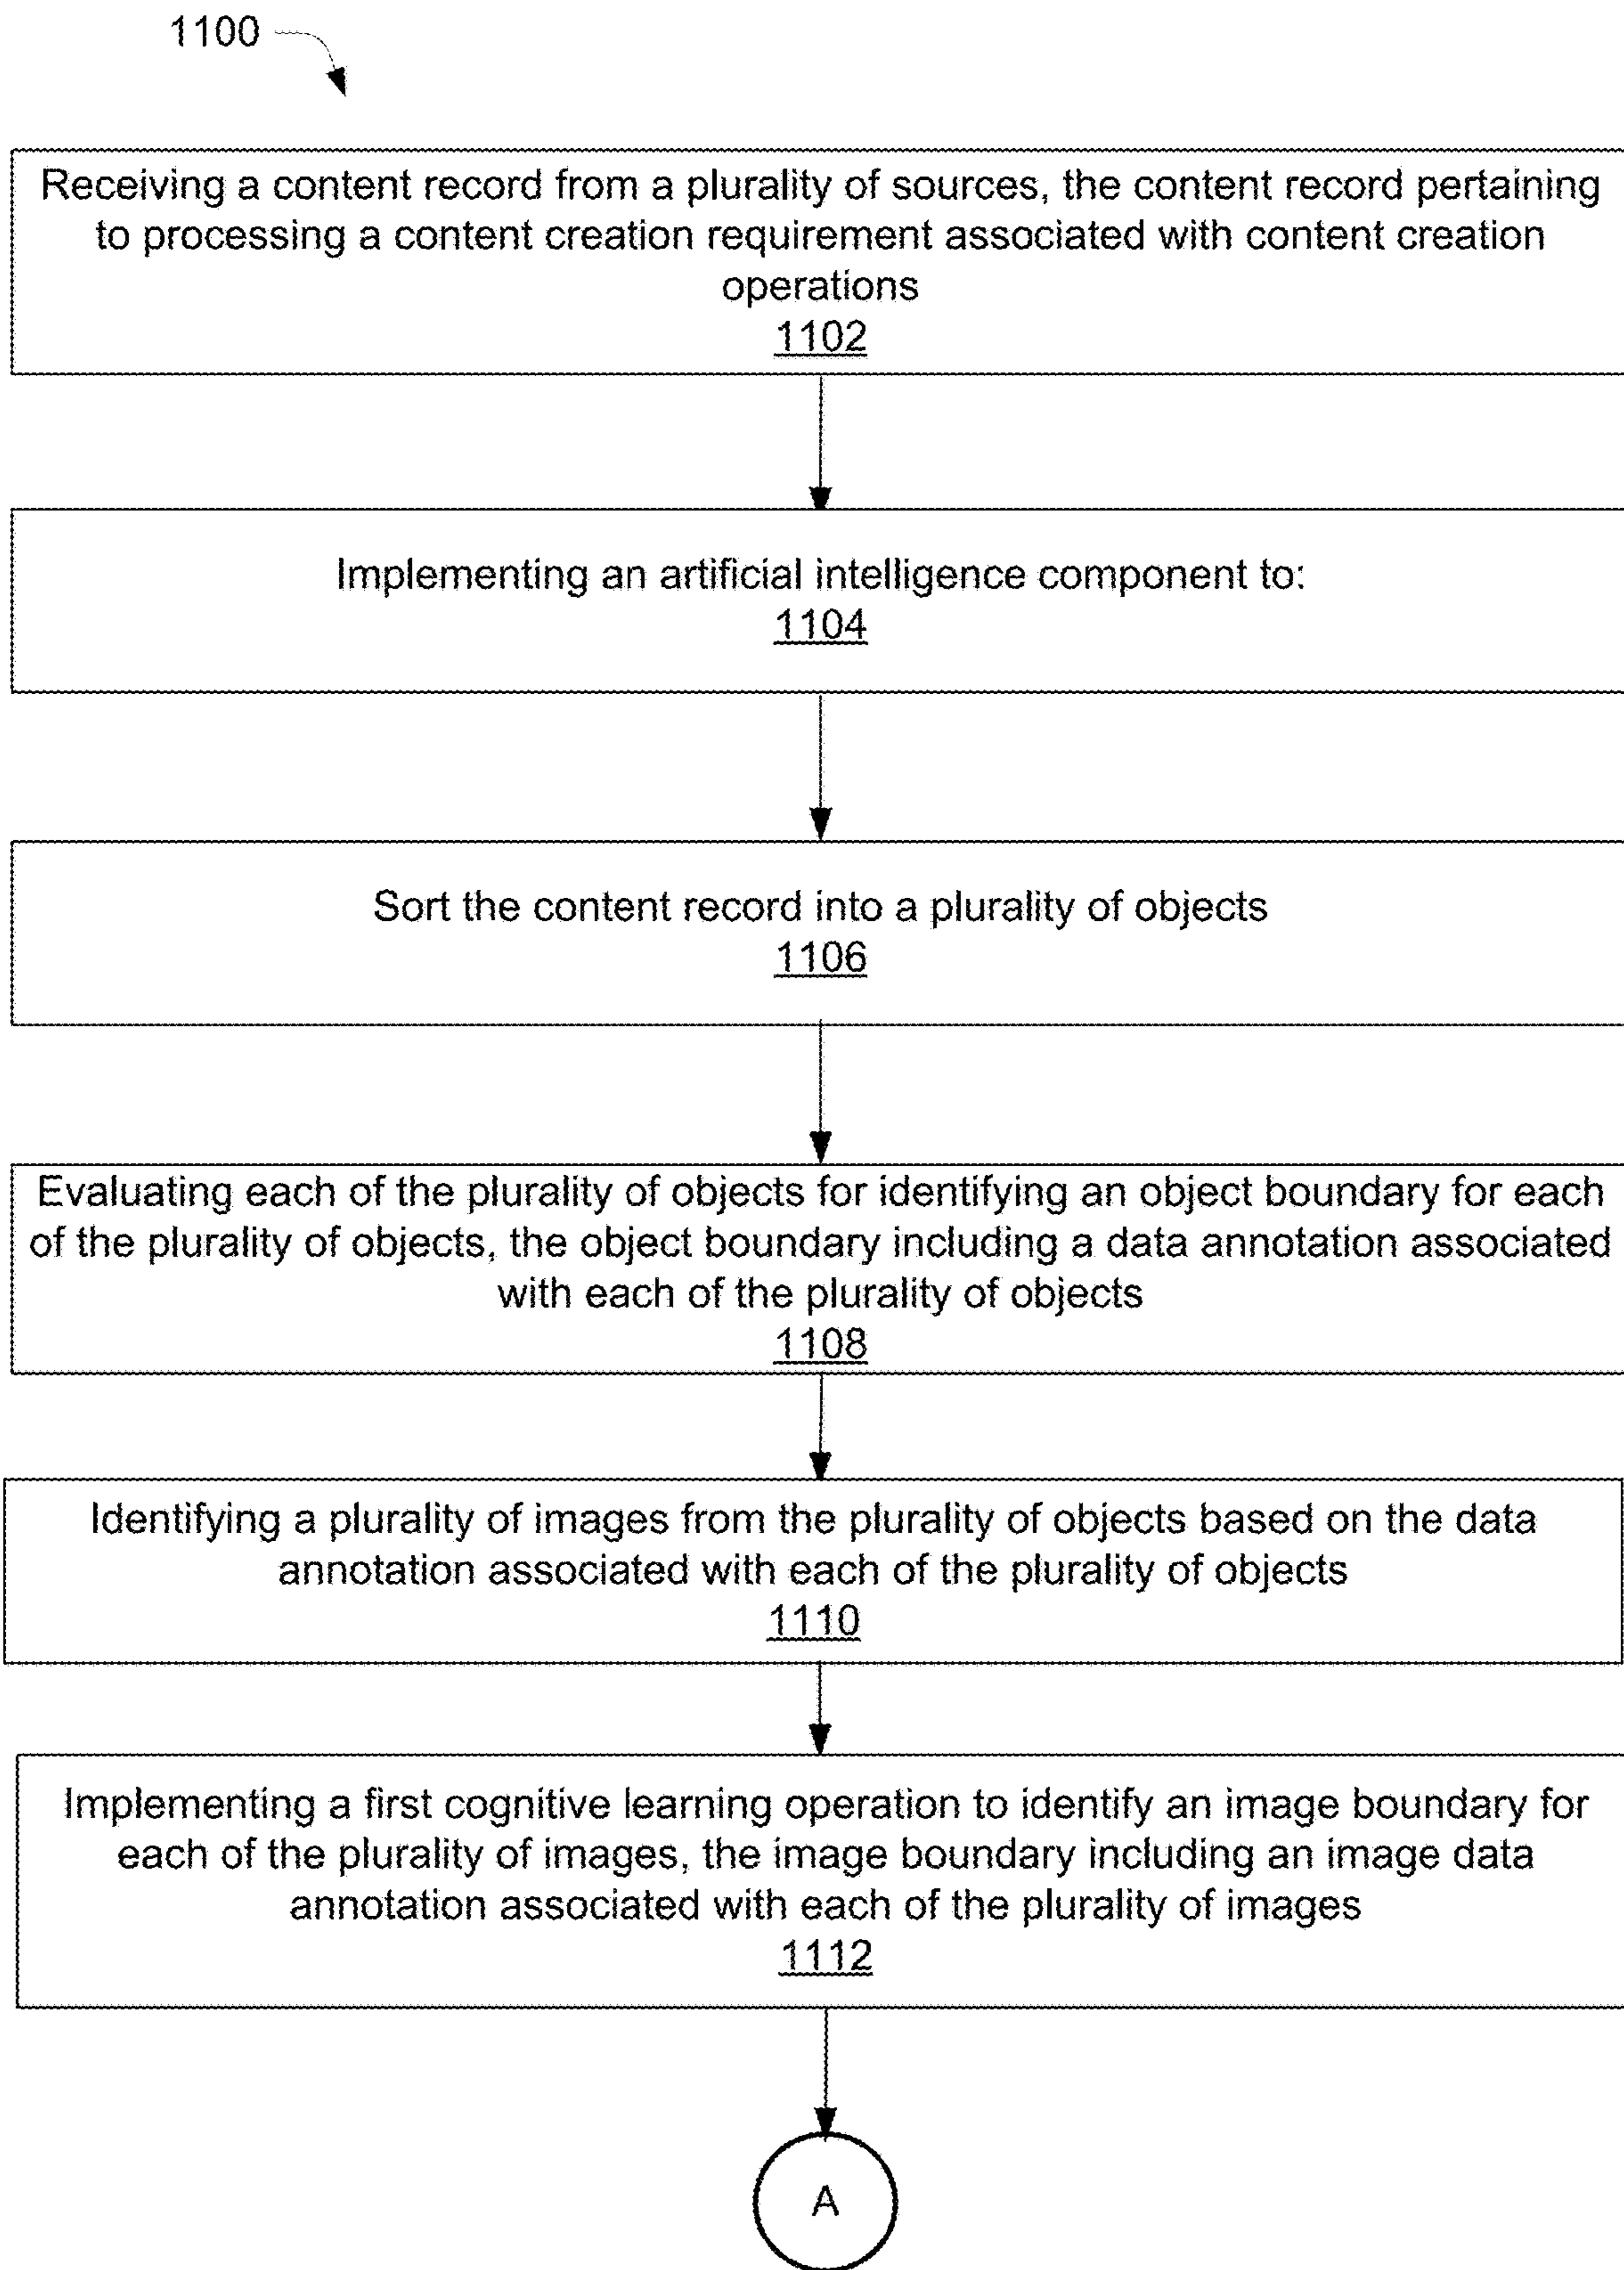 1100
Receiving a content record from a plurality of sources, the content record pertaining
to processing a content creation requirement associated with content creation
operations
1102
Implementing an artificial intelligence component to:
1104
Sort the content record into a plurality of objects
1106
Evaluating each of the plurality of objects for identifying an object boundary for each
of the plurality of objects, the object boundary including a data annotation associated
with each of the plurality of objects
1108
Identifying a plurality of images from the plurality of objects based on the data
annotation associated with each of the plurality of objects
1110
Implementing a first cognitive learning operation to identify an image boundary for
each of the plurality of images, the image boundary including an image data
annotation associated with each of the plurality of images
1112
A